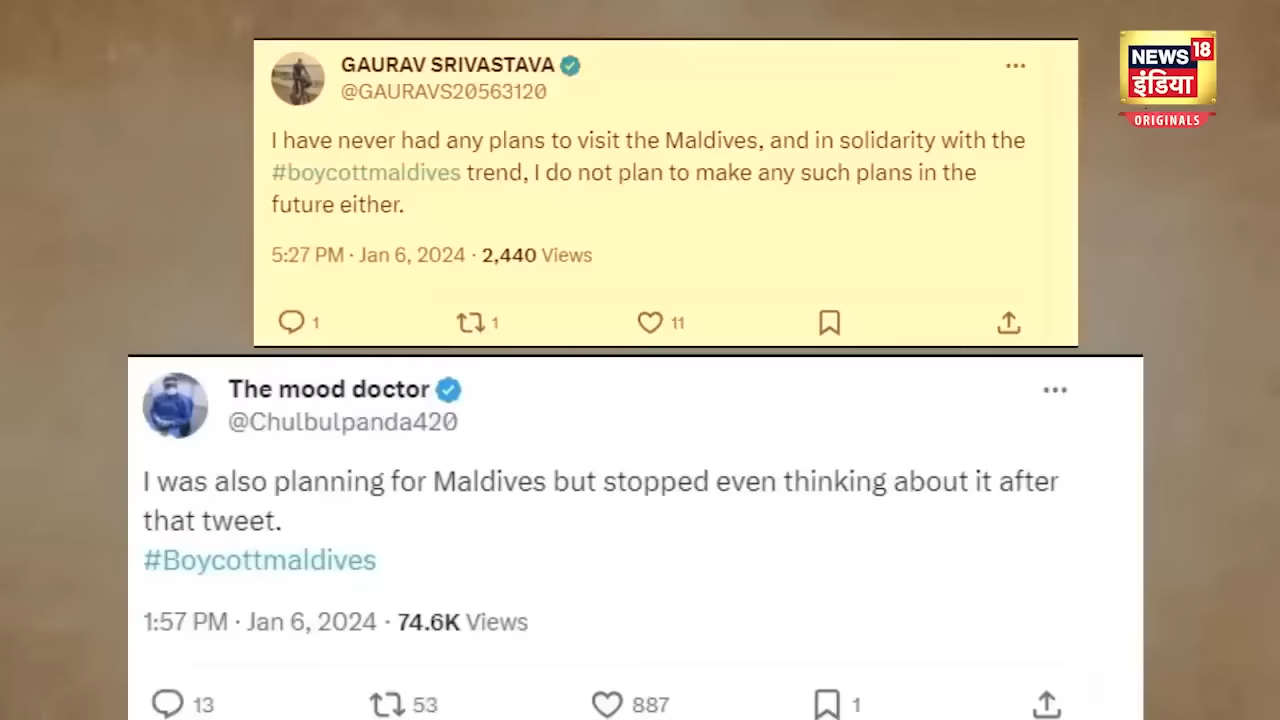 NEWS 18
इंडिया
ORIGINALS
GAURAV SRIVASTAVA
@GAURAVS20563120
I have never had any plans to visit the Maldives, and in solidarity with the
#boycottmaldives trend, I do not plan to make any such plans in the
future either.
5:27 PM · Jan 6, 2024 · 2,440 Views
1 1 11
The mood doctor
@Chulbulpanda420
I was also planning for Maldives but stopped even thinking about it after
that tweet.
#Boycottmaldives
1:57 PM · Jan 6, 2024 · 74.6K Views
13 53 887 1